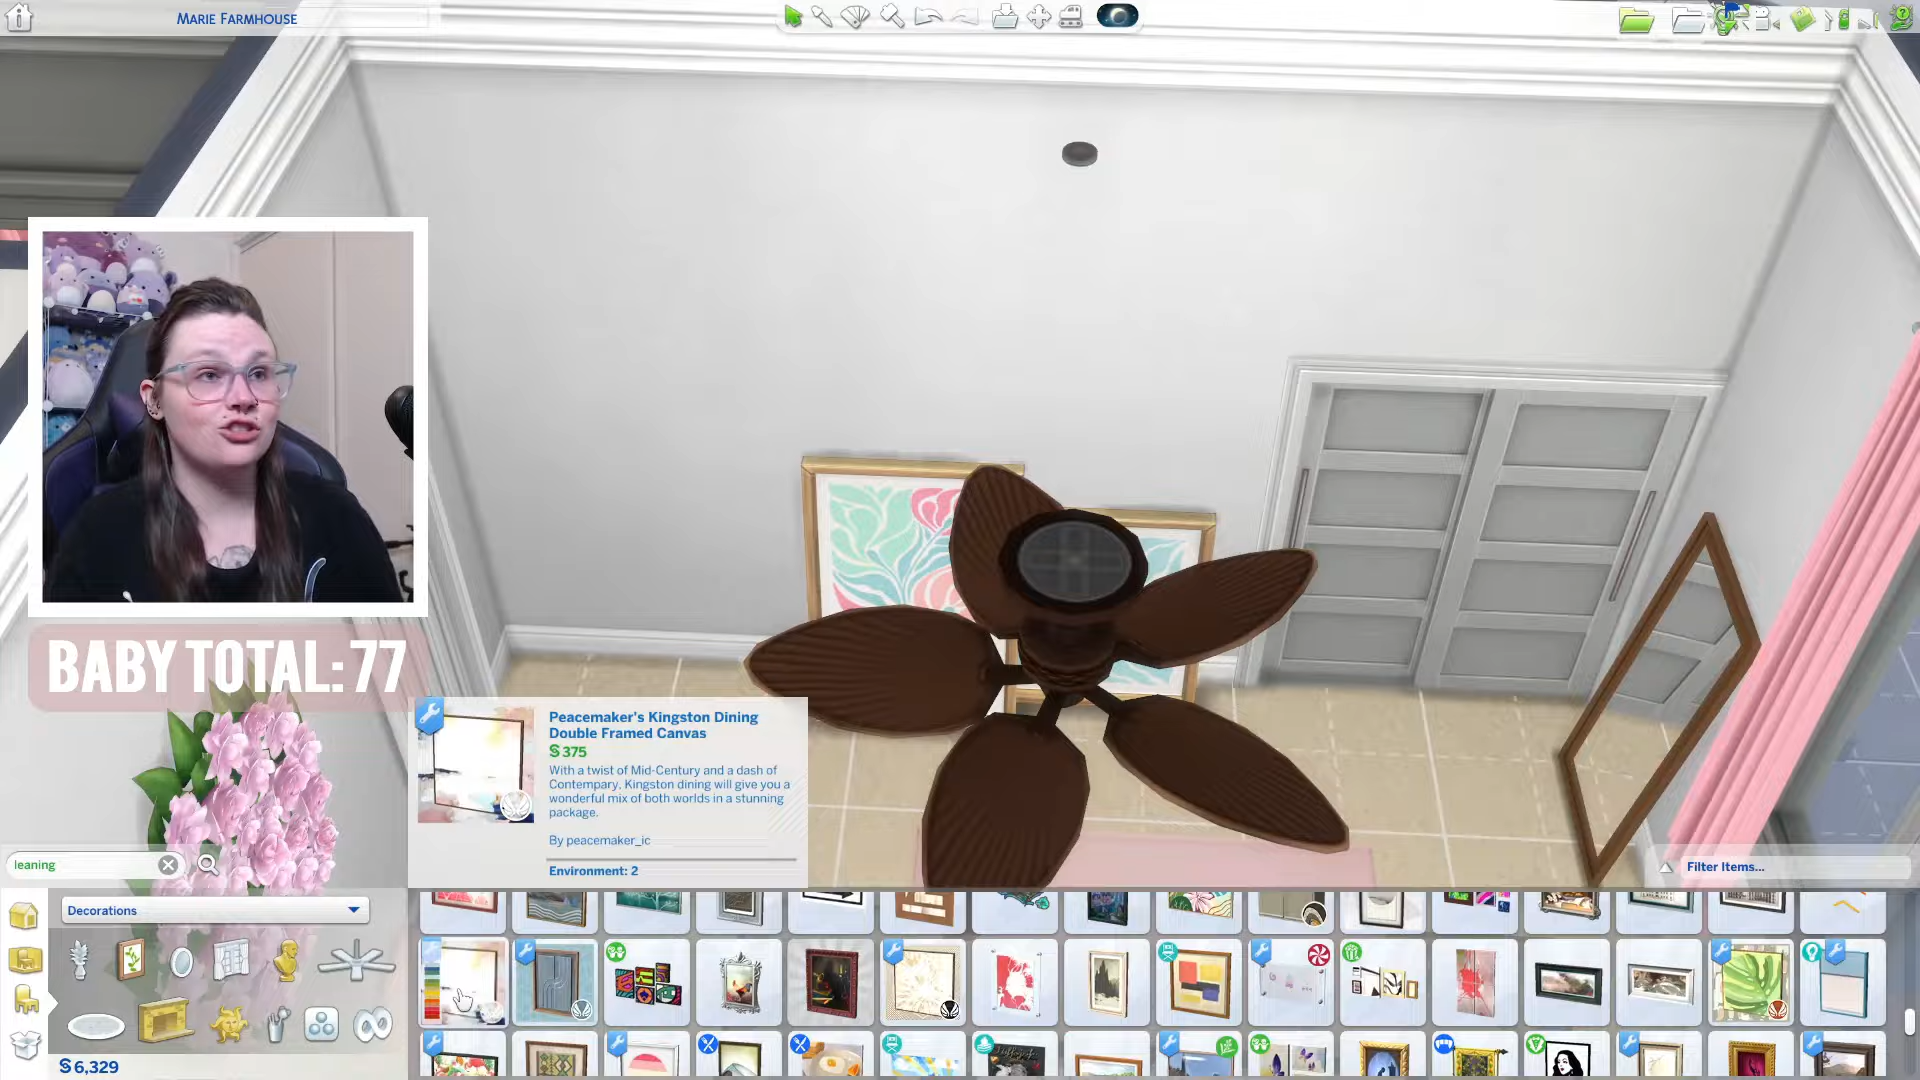 MARIE FARMHOUSE
BABY TOTAL: 77
Peacemaker's Kingston Dining
Double Framed Canvas
§375
With a twist of Mid-Century and a dash of
Contempary, Kingston dining will give you a
wonderful mix of both worlds in a stunning
package.
By peacemaker_ic
Environment: 2
leaning
Filter Items...
Decorations
§6,329